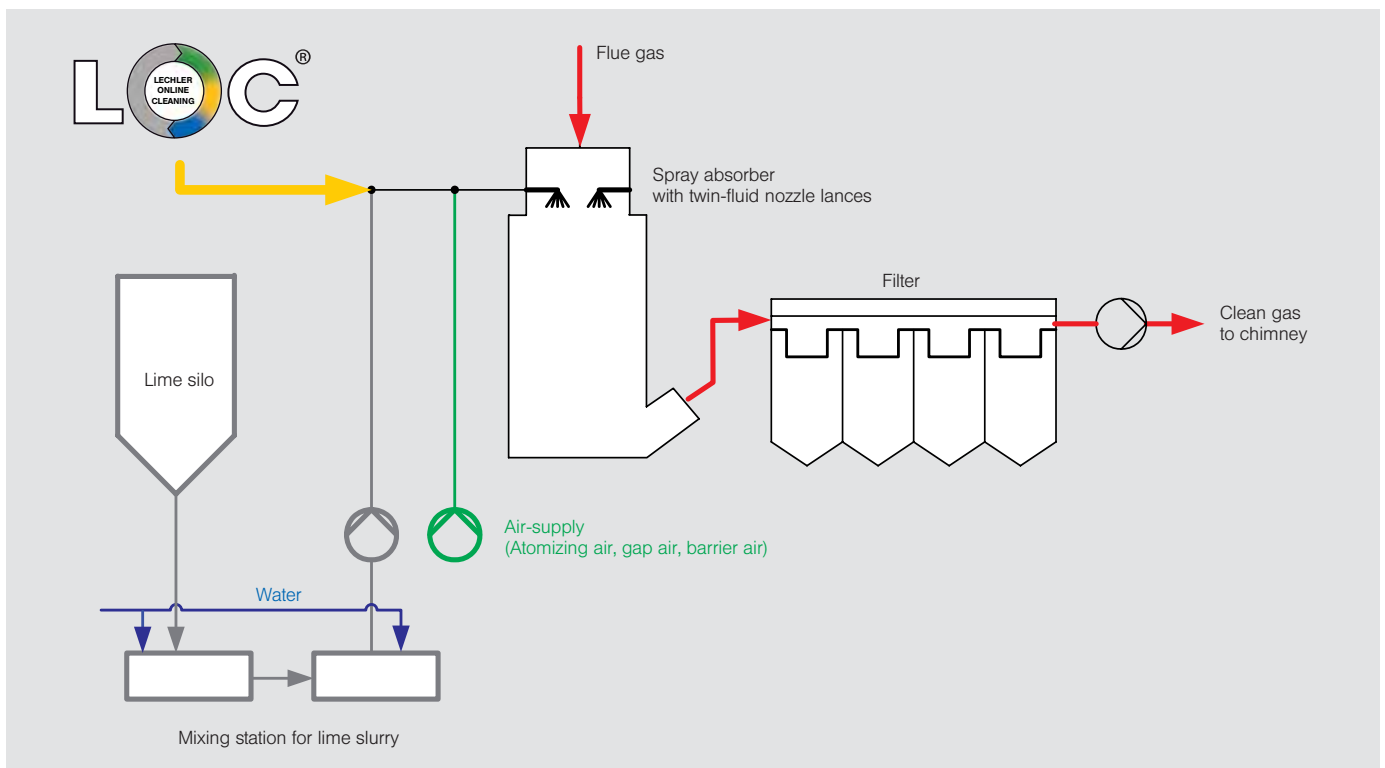 LOC®
LECHLER
ONLINE
CLEANING
Flue gas
Spray absorber
with twin-fluid nozzle lances
Filter
Clean gas
to chimney
Lime silo
Air-supply
(Atomizing air, gap air, barrier air)
Water
Mixing station for lime slurry